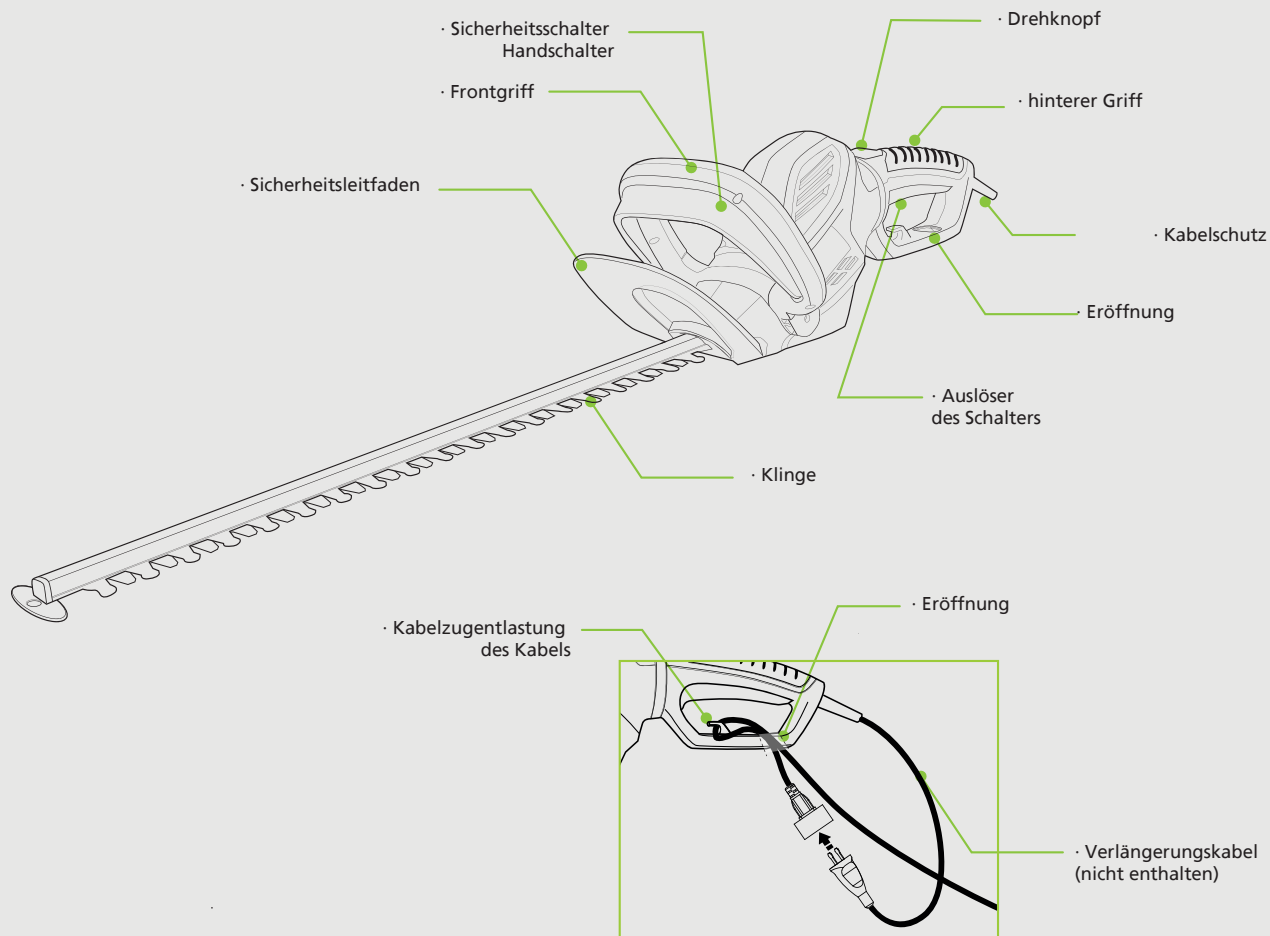 · Drehknopf
· Sicherheitsschalter
Handschalter
· Frontgriff
· hinterer Griff
· Sicherheitsleitfaden
· Kabelschutz
· Eröffnung
· Auslöser
des Schalters
· Klinge
· Eröffnung
· Kabelzugentlastung
des Kabels
· Verlängerungskabel
(nicht enthalten)